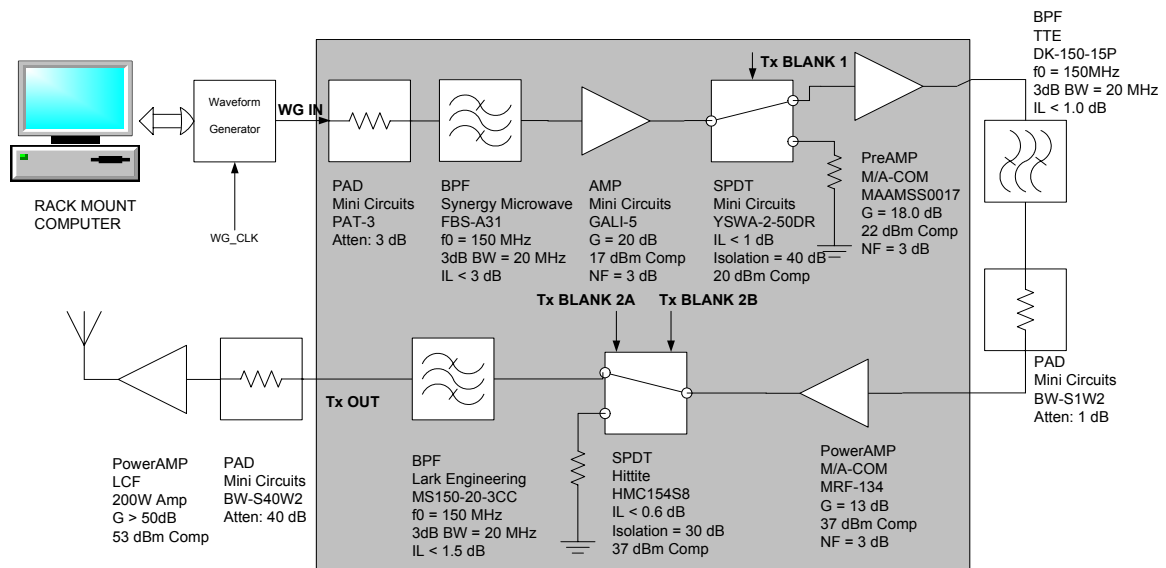 BPF
TTE
DK-150-15P
f0 = 150MHz
3dB BW = 20 MHz
IL < 1.0 dB
Tx BLANK 1
Waveform
Generator
WG IN
RACK MOUNT
COMPUTER
WG_CLK
PAD
Mini Circuits
PAT-3
Atten: 3 dB
BPF
Synergy Microwave
FBS-A31
f0 = 150 MHz
3dB BW = 20 MHz
IL < 3 dB
AMP
Mini Circuits
GALI-5
G = 20 dB
17 dBm Comp
NF = 3 dB
SPDT
Mini Circuits
YSWA-2-50DR
IL < 1 dB
Isolation = 40 dB
20 dBm Comp
PreAMP
M/A-COM
MAAMSS0017
G = 18.0 dB
22 dBm Comp
NF = 3 dB
Tx BLANK 2A
Tx BLANK 2B
PAD
Mini Circuits
BW-S1W2
Atten: 1 dB
Tx OUT
PowerAMP
LCF
200W Amp
G > 50dB
53 dBm Comp
PAD
Mini Circuits
BW-S40W2
Atten: 40 dB
BPF
Lark Engineering
MS150-20-3CC
f0 = 150 MHz
3dB BW = 20 MHz
IL < 1.5 dB
SPDT
Hittite
HMC154S8
IL < 0.6 dB
Isolation = 30 dB
37 dBm Comp
PowerAMP
M/A-COM
MRF-134
G = 13 dB
37 dBm Comp
NF = 3 dB